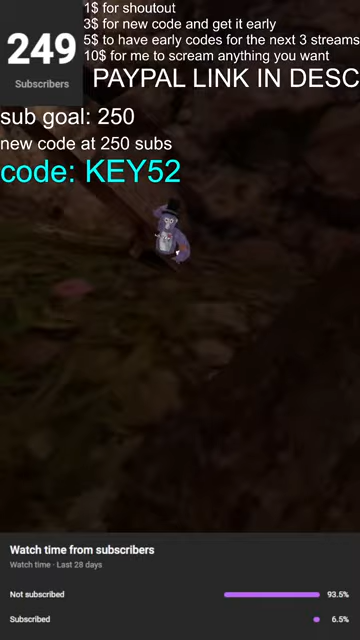 249
Subscribers
1$ for shoutout
3$ for new code and get it early
5$ to have early codes for the next 3 streams
10$ for me to scream anything you want
PAYPAL LINK IN DESC
sub goal: 250
new code at 250 subs
code: KEY52
Watch time from subscribers
Watch time · Last 28 days
Not subscribed 93.5%
Subscribed 6.5%